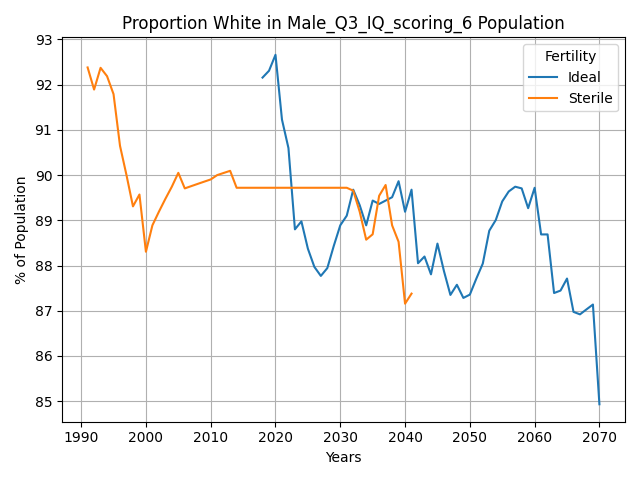 Proportion White in Male_Q3_IQ_scoring_6 Population
Fertility
Ideal
Sterile
% of Population
93
92
91
90
89
88
87
86
85
1990 2000 2010 2020 2030 2040 2050 2060 2070
Years